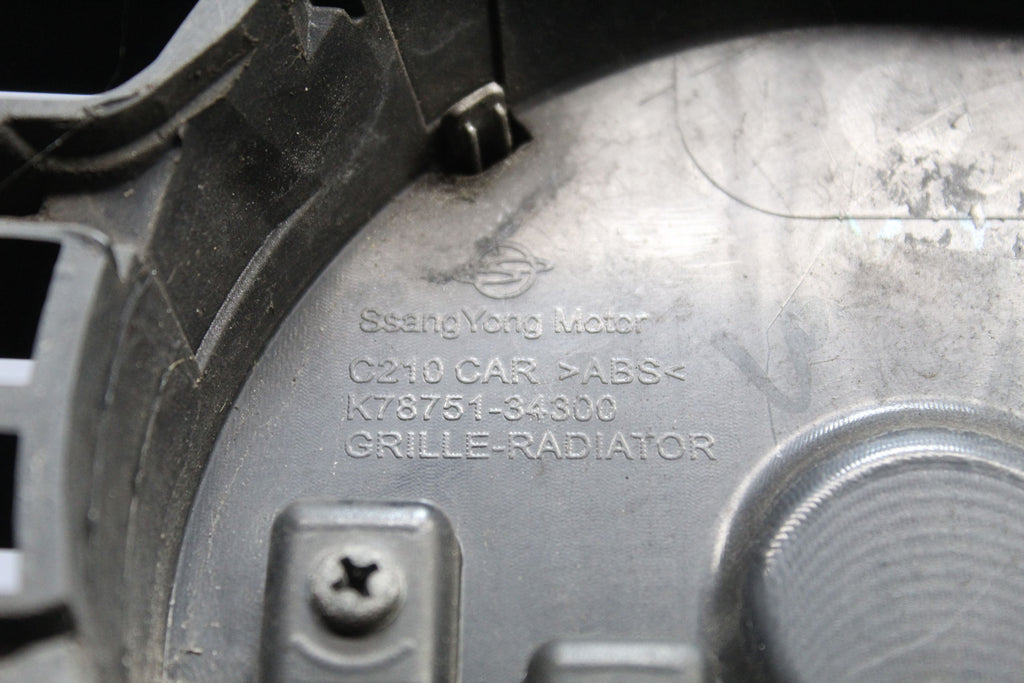 SsangYong Motor
C210 CAR >ABS<
K78751-34300
GRILLE-RADIATOR